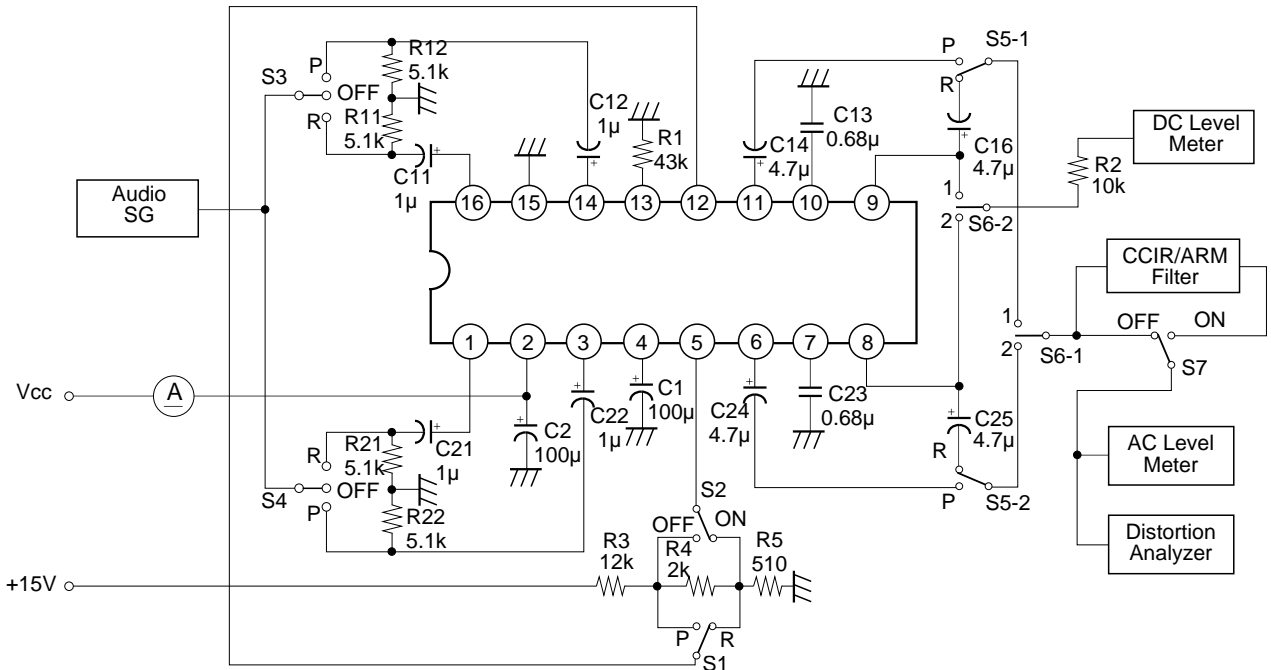 S5-1
P
R
R12
5.1k
P
S3
OFF
R
R11
5.1k
C12
1µ
R1
43k
C13
0.68µ
C14
4.7µ
C16
4.7µ
DC Level
Meter
R2
10k
C11
1µ
Audio
SG
16
15
14
13
12
11
10
9
1
2
S6-2
CCIR/ARM
Filter
1
2
S6-1
OFF
ON
S7
1
2
3
4
5
6
7
8
Vcc
A
C21
1µ
C2
100µ
C22
1µ
C1
100µ
C24
4.7µ
C23
0.68µ
C25
4.7µ
R
P
S5-2
R
S4
OFF
P
R21
5.1k
R22
5.1k
AC Level
Meter
Distortion
Analyzer
S2
OFF
ON
R3
12k
R4
2k
R5
510
+15V
P
R
S1
+
+
+
+
+
+
+
+
+
+